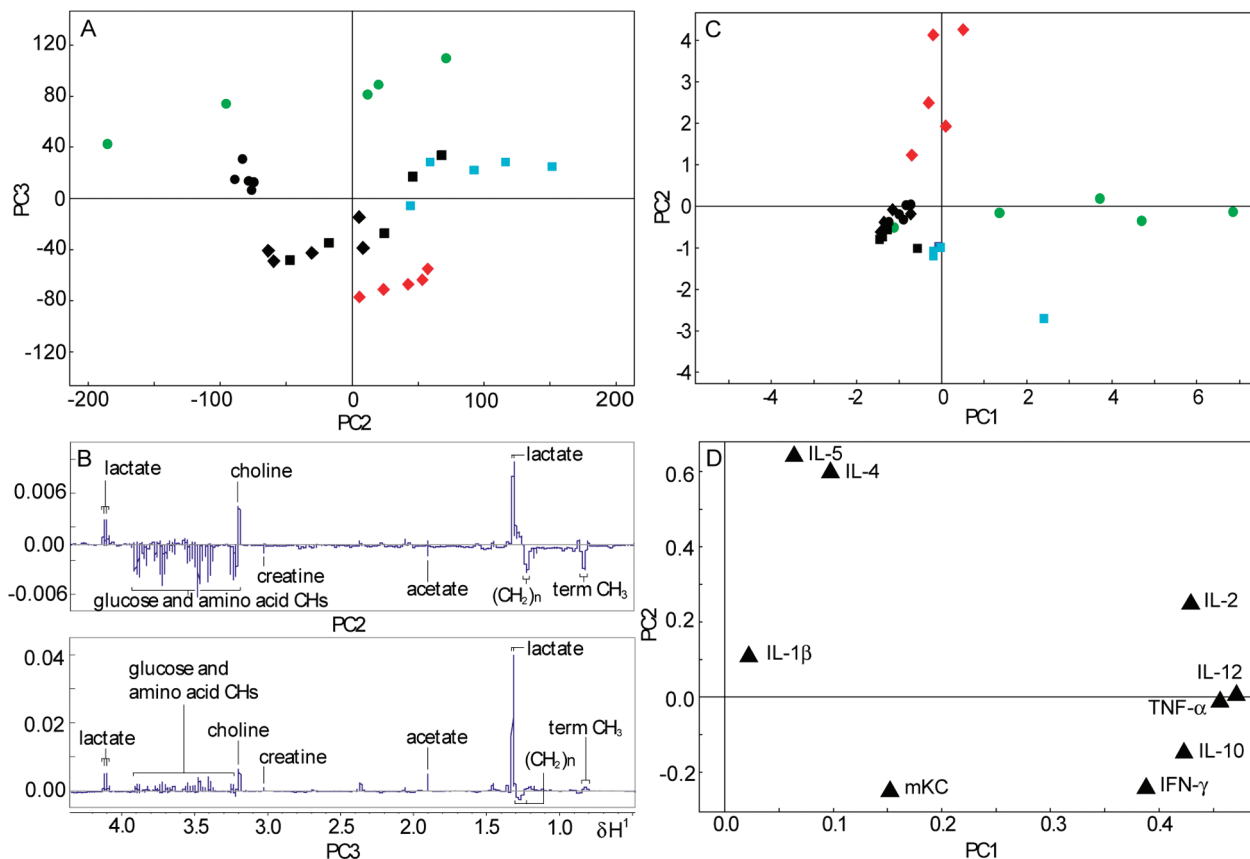 A
120
80
40
0
-40
-80
-120
PC3
-200
-100
0
100
200
PC2
C
4
3
2
1
0
-1
-2
-3
-4
PC2
-4
-2
0
2
4
6
PC1
B
lactate
choline
lactate
0.006
0.00
-0.006
creatine
acetate
(CH2)n
term CH3
glucose and amino acid CHs
PC2
0.04
0.02
0.00
glucose and
amino acid CHs
lactate
choline
creatine
acetate
lactate
term CH3
(CH2)n
4.0
3.0
2.0
1.0
δH1
PC3
D
0.6
0.4
0.2
0.0
-0.2
PC2
IL-5
IL-4
IL-2
IL-1β
IL-12
TNF-α
IL-10
IFN-γ
mKC
0.0
0.1
0.2
0.3
0.4
PC1